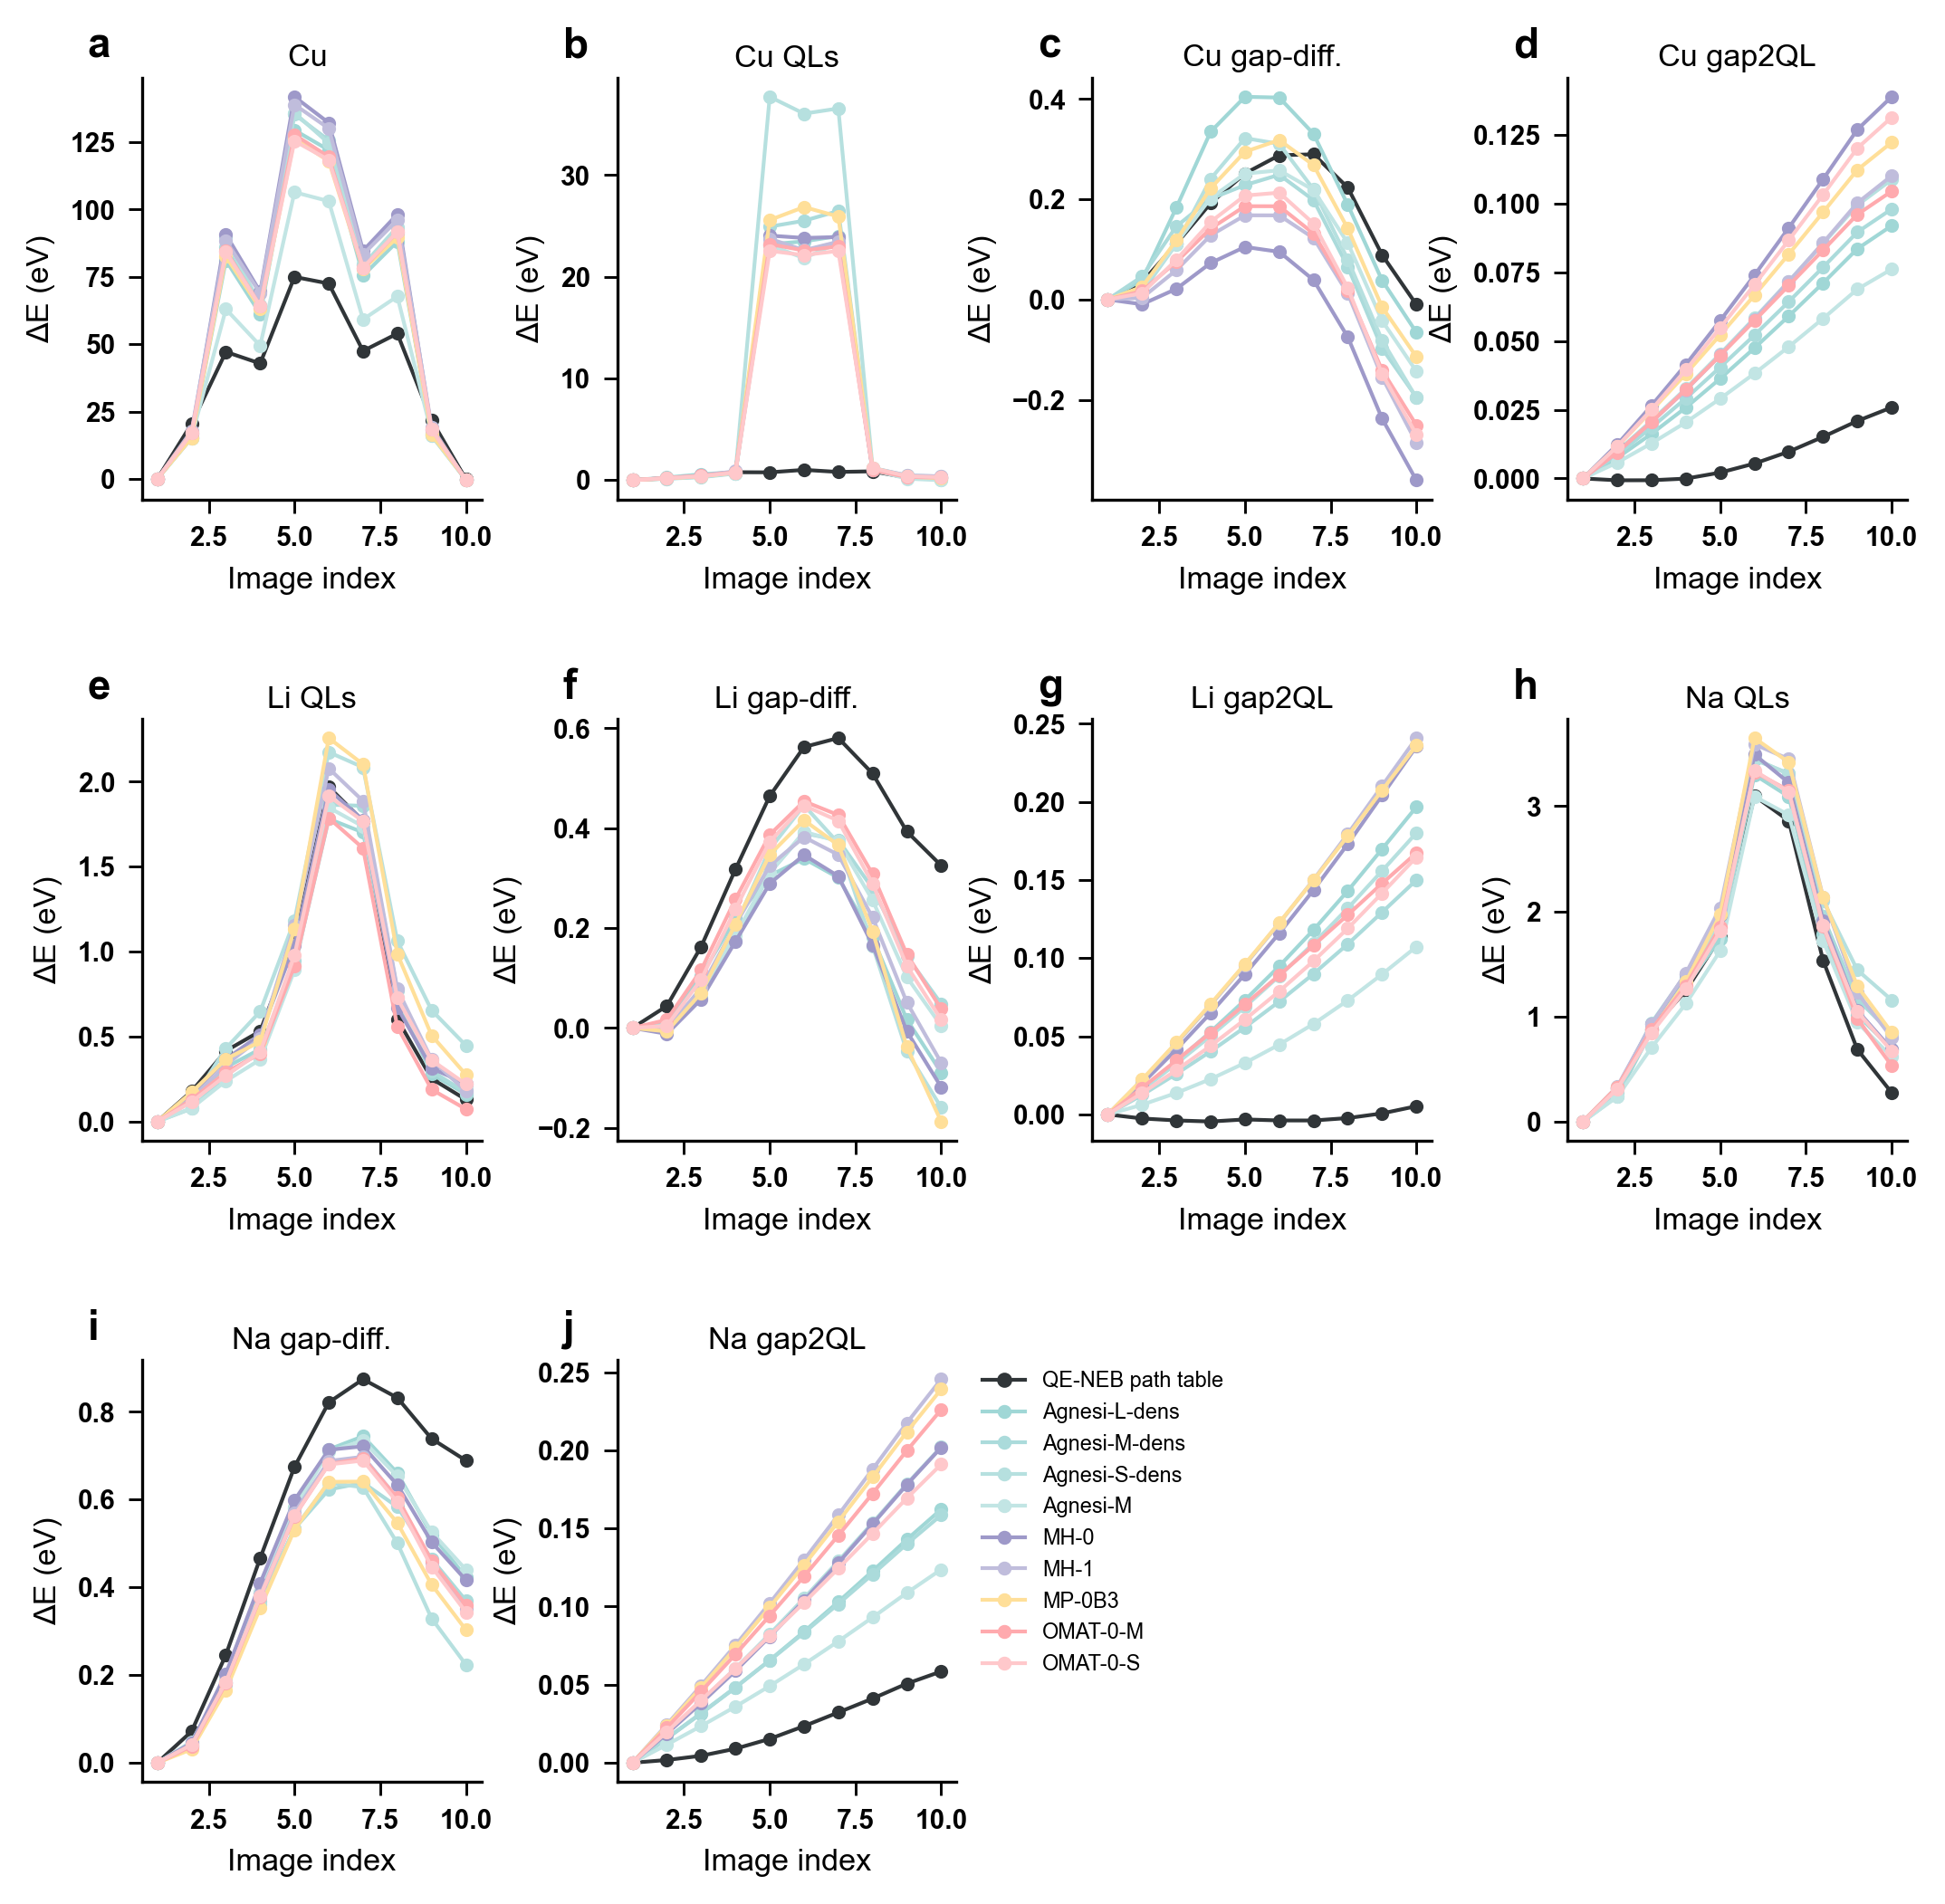 a
Cu
ΔE (eV)
125
100
75
50
25
0
2.5 5.0 7.5 10.0
Image index
b
Cu QLs
ΔE (eV)
30
20
10
0
2.5 5.0 7.5 10.0
Image index
c
Cu gap-diff.
ΔE (eV)
0.4
0.2
0.0
−0.2
2.5 5.0 7.5 10.0
Image index
d
Cu gap2QL
ΔE (eV)
0.125
0.100
0.075
0.050
0.025
0.000
2.5 5.0 7.5 10.0
Image index
e
Li QLs
ΔE (eV)
2.0
1.5
1.0
0.5
0.0
2.5 5.0 7.5 10.0
Image index
f
Li gap-diff.
ΔE (eV)
0.6
0.4
0.2
0.0
−0.2
2.5 5.0 7.5 10.0
Image index
g
Li gap2QL
ΔE (eV)
0.25
0.20
0.15
0.10
0.05
0.00
2.5 5.0 7.5 10.0
Image index
h
Na QLs
ΔE (eV)
3
2
1
0
2.5 5.0 7.5 10.0
Image index
i
Na gap-diff.
ΔE (eV)
0.8
0.6
0.4
0.2
0.0
2.5 5.0 7.5 10.0
Image index
j
Na gap2QL
ΔE (eV)
0.25
0.20
0.15
0.10
0.05
0.00
2.5 5.0 7.5 10.0
Image index
QE-NEB path table
Agnesi-L-dens
Agnesi-M-dens
Agnesi-S-dens
Agnesi-M
MH-0
MH-1
MP-0B3
OMAT-0-M
OMAT-0-S